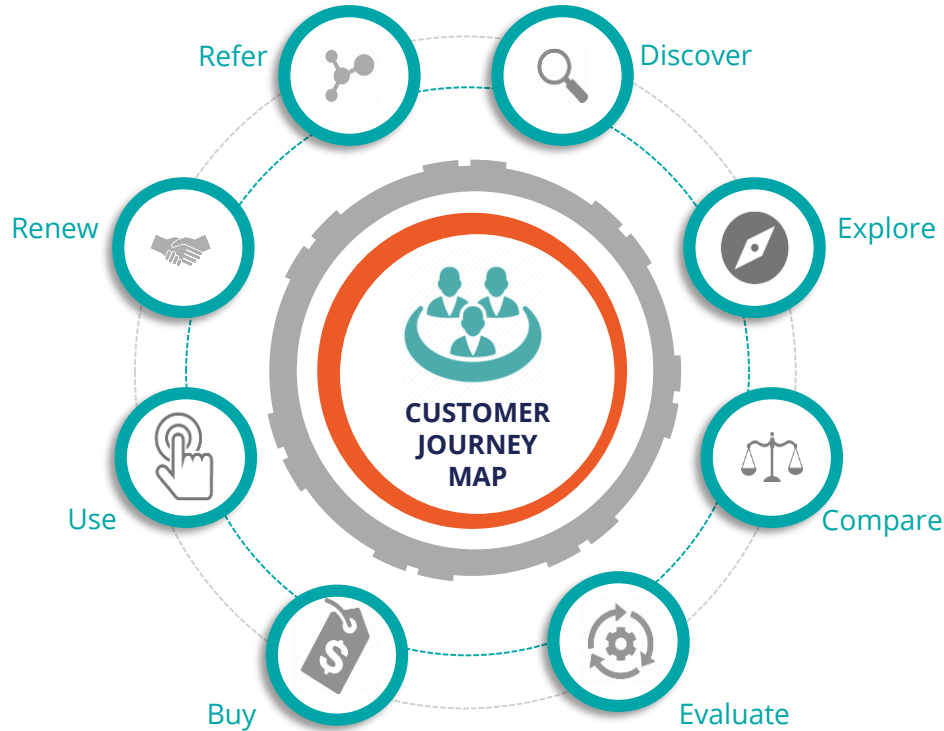 Refer
Discover
Renew
Explore
CUSTOMER
JOURNEY
MAP
Use
Compare
$
Buy
Evaluate